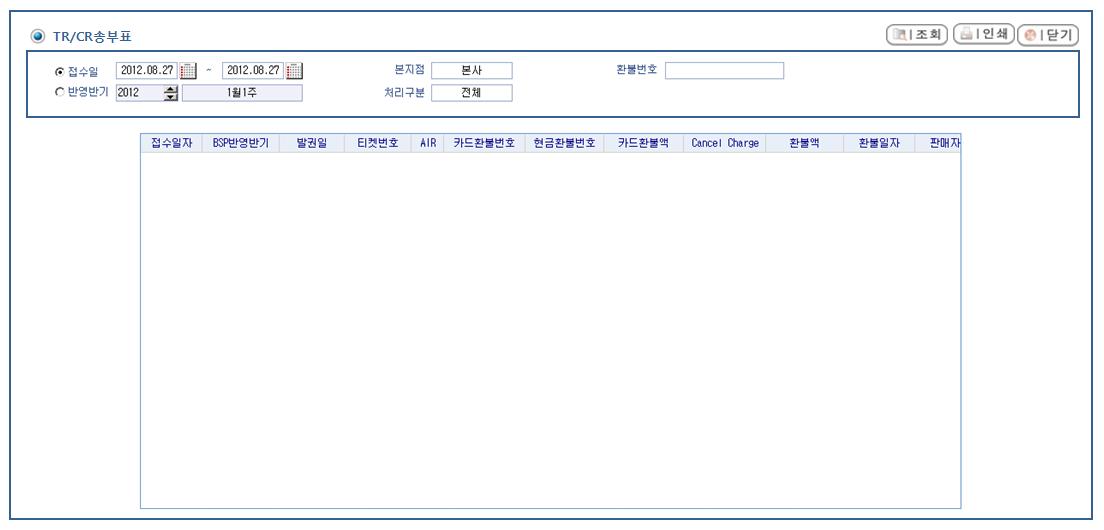 TR/CR송부표
조회 인쇄 닫기
접수일 2012.08.27 ~ 2012.08.27 본지점 본사 환불번호
반영반기 2012 1월1주 처리구분 전체
접수일자 BSP반영반기 발권일 티켓번호 AIR 카드환불번호 현금환불번호 카드환불액 Cancel Charge 환불액 환불일자 판매자